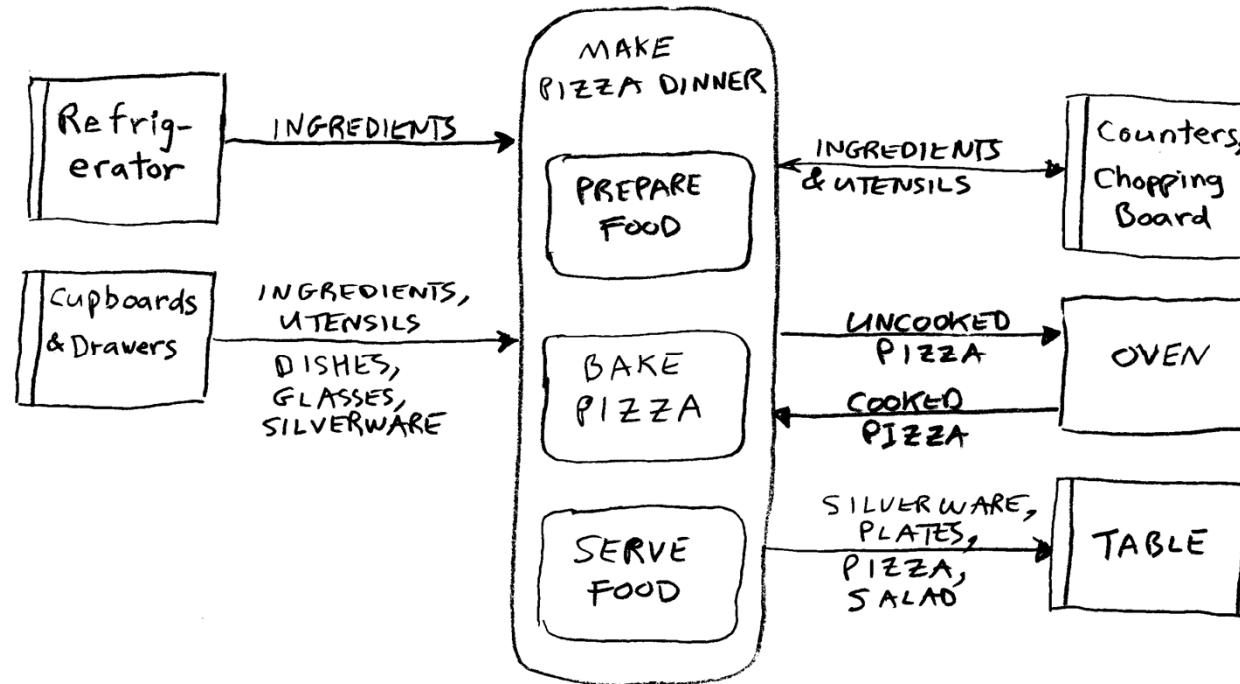 MAKE
PIZZA DINNER
Refrig-
erator
INGREDIENTS
Cupboards
& Drawers
INGREDIENTS,
UTENSILS
DISHES,
GLASSES,
SILVERWARE
PREPARE
FOOD
BAKE
PIZZA
SERVE
FOOD
INGREDIENTS
& UTENSILS
Counters,
Chopping
Board
UNCOOKED
PIZZA
COOKED
PIZZA
OVEN
SILVERWARE,
PLATES,
PIZZA,
SALAD
TABLE